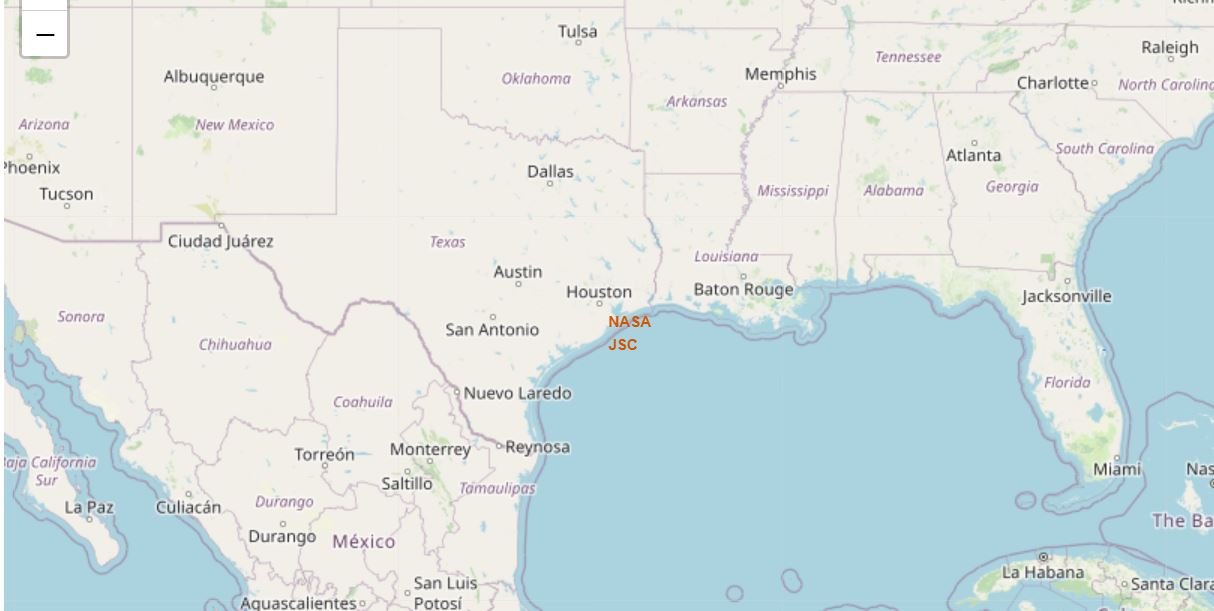 —
Tulsa
Raleigh
Memphis
Tennessee
Albuquerque
Oklahoma
Charlotte
North Carolina
Arkansas
Arizona
New Mexico
Phoenix
Atlanta
South Carolina
Dallas
Georgia
Tucson
Mississippi
Alabama
Ciudad Juárez
Texas
Louisiana
Austin
Baton Rouge
Houston
Jacksonville
Sonora
NASA
JSC
San Antonio
Chihuahua
Florida
Nuevo Laredo
Coahuila
Reynosa
Monterrey
Torreón
Baja California
Sur
Miami
Saltillo
Tamaulipas
Durango
La Paz
Culiacán
The Ba
Durango
México
La Habana
San Luis
Potosí
Santa Clara
Aguascalientes